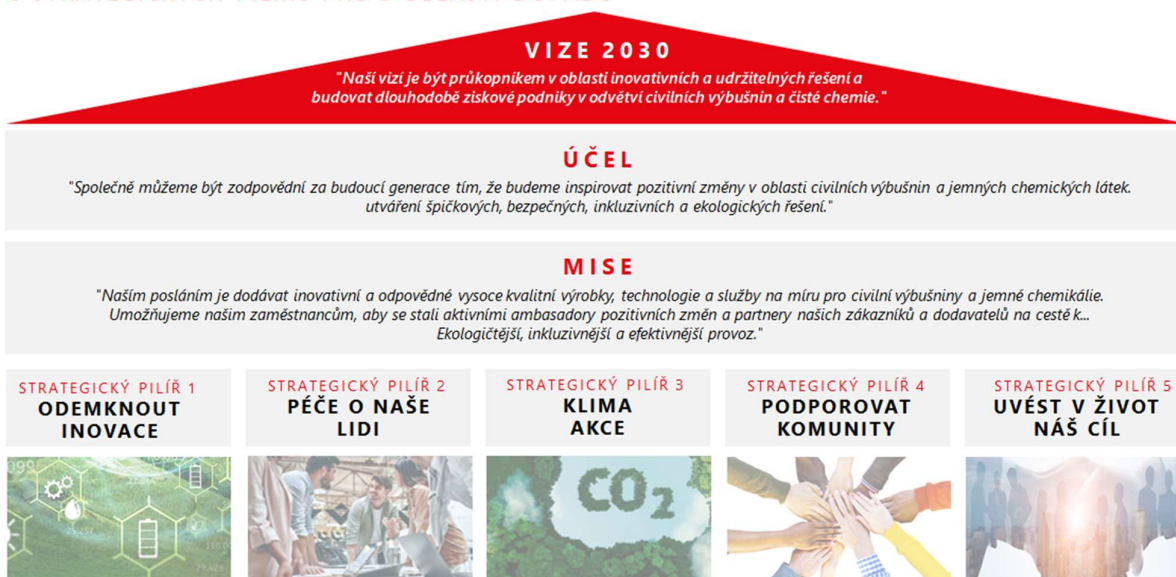 VIZE 2030
"Naší vizí je být průkopníkem v oblasti inovativních a udržitelných řešení a
budovat dlouhodobě ziskové podniky v odvětví civilních výbušnin a čisté chemie."
ÚČEL
"Společně můžeme být zodpovědní za budoucí generace tím, že budeme inspirovat pozitivní změny v oblasti civilních výbušnin a jemných chemických látek.
utváření špičkových, bezpečných, inkluzivních a ekologických řešení."
MISE
"Naším posláním je dodávat inovativní a odpovědné vysoce kvalitní výrobky, technologie a služby na míru pro civilní výbušniny a jemné chemikálie.
Umožňujeme našim zaměstnancům, aby se stali aktivními ambasadory pozitivních změn a partnery našich zákazníků a dodavatelů na cestě k...
Ekologičtější, inkluzivnější a efektivnější provoz."
STRATEGICKÝ PILÍŘ 1
ODEMKNOUT
INOVACE
STRATEGICKÝ PILÍŘ 2
PÉČE O NAŠE
LIDI
STRATEGICKÝ PILÍŘ 3
KLIMA
AKCE
STRATEGICKÝ PILÍŘ 4
PODPOROVAT
KOMUNITY
STRATEGICKÝ PILÍŘ 5
UVÉST V ŽIVOT
NÁŠ CÍL
CO2